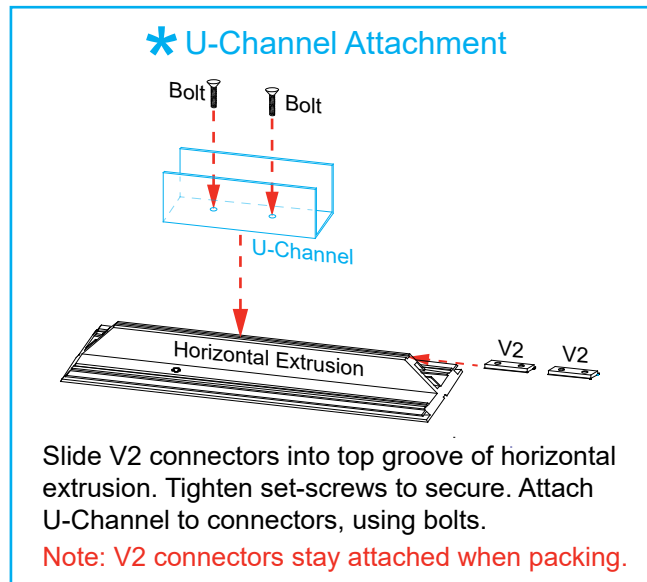 * U-Channel Attachment
Bolt
Bolt
U-Channel
Horizontal Extrusion
V2
V2
Slide V2 connectors into top groove of horizontal
extrusion. Tighten set-screws to secure. Attach
U-Channel to connectors, using bolts.
Note: V2 connectors stay attached when packing.